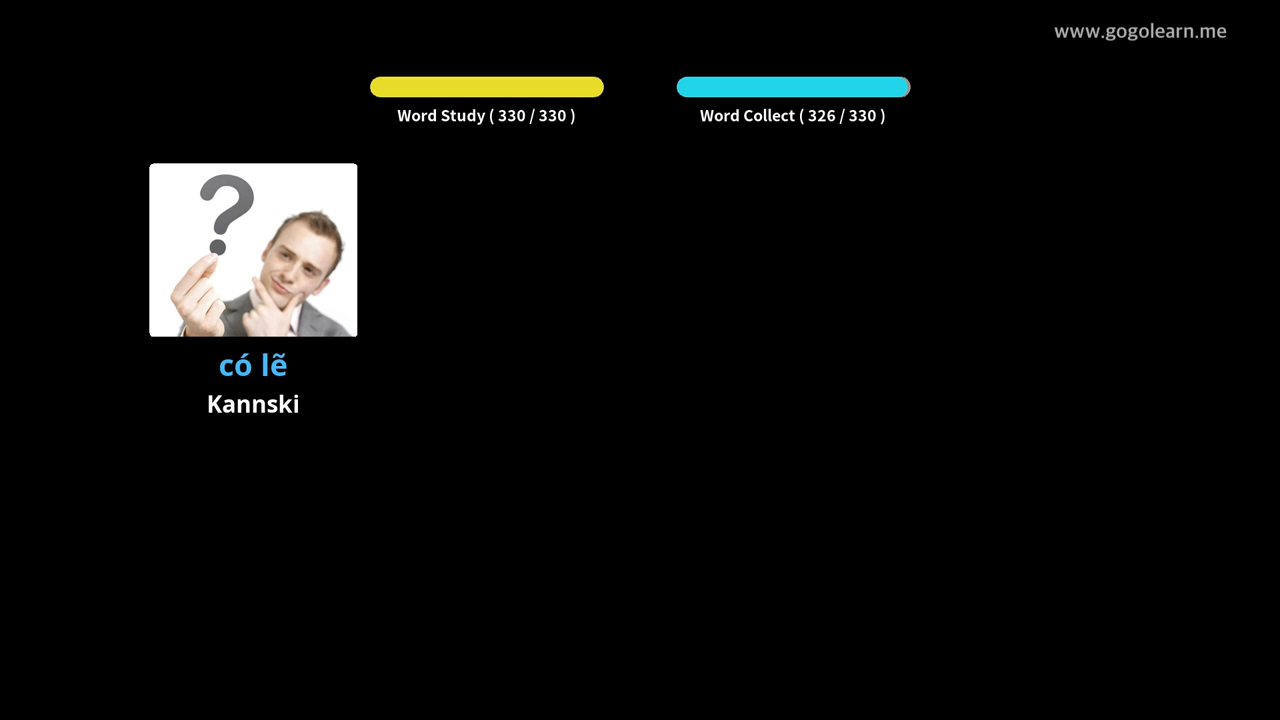 www.gogolearn.me
Word Study ( 330 / 330 )
Word Collect ( 326 / 330 )
?
có lẽ
Kannski